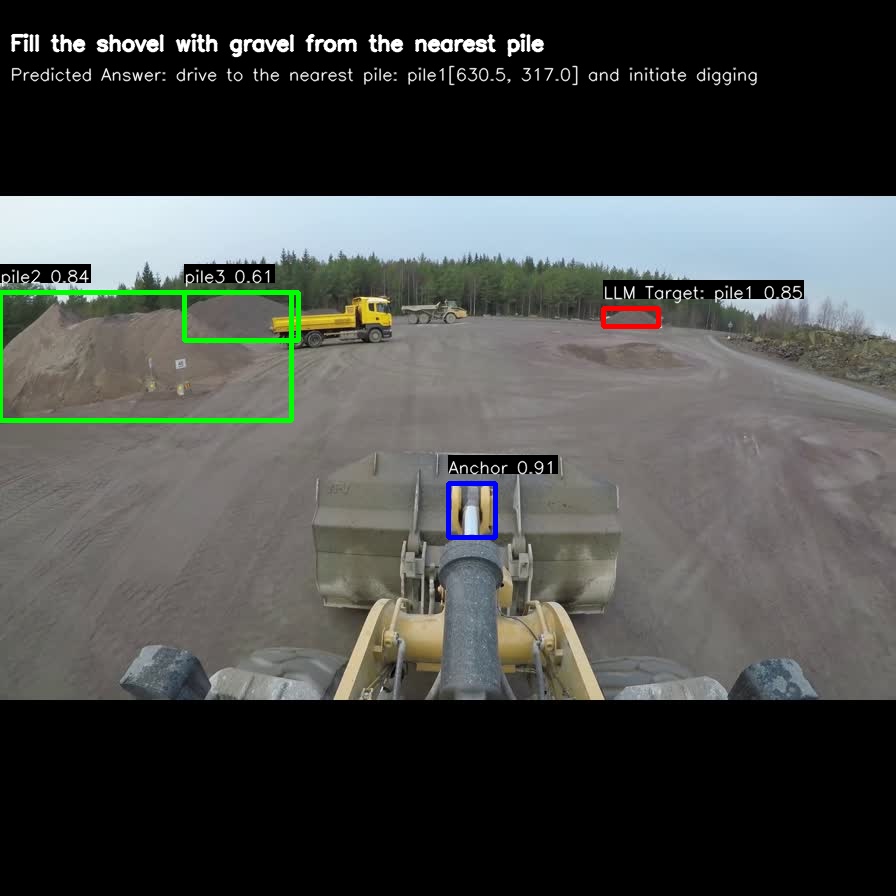 Fill the shovel with gravel from the nearest pile
Predicted Answer: drive to the nearest pile: pile1[630.5, 317.0] and initiate digging
pile2 0.84
pile3 0.61
LLM Target: pile1 0.85
Anchor 0.91